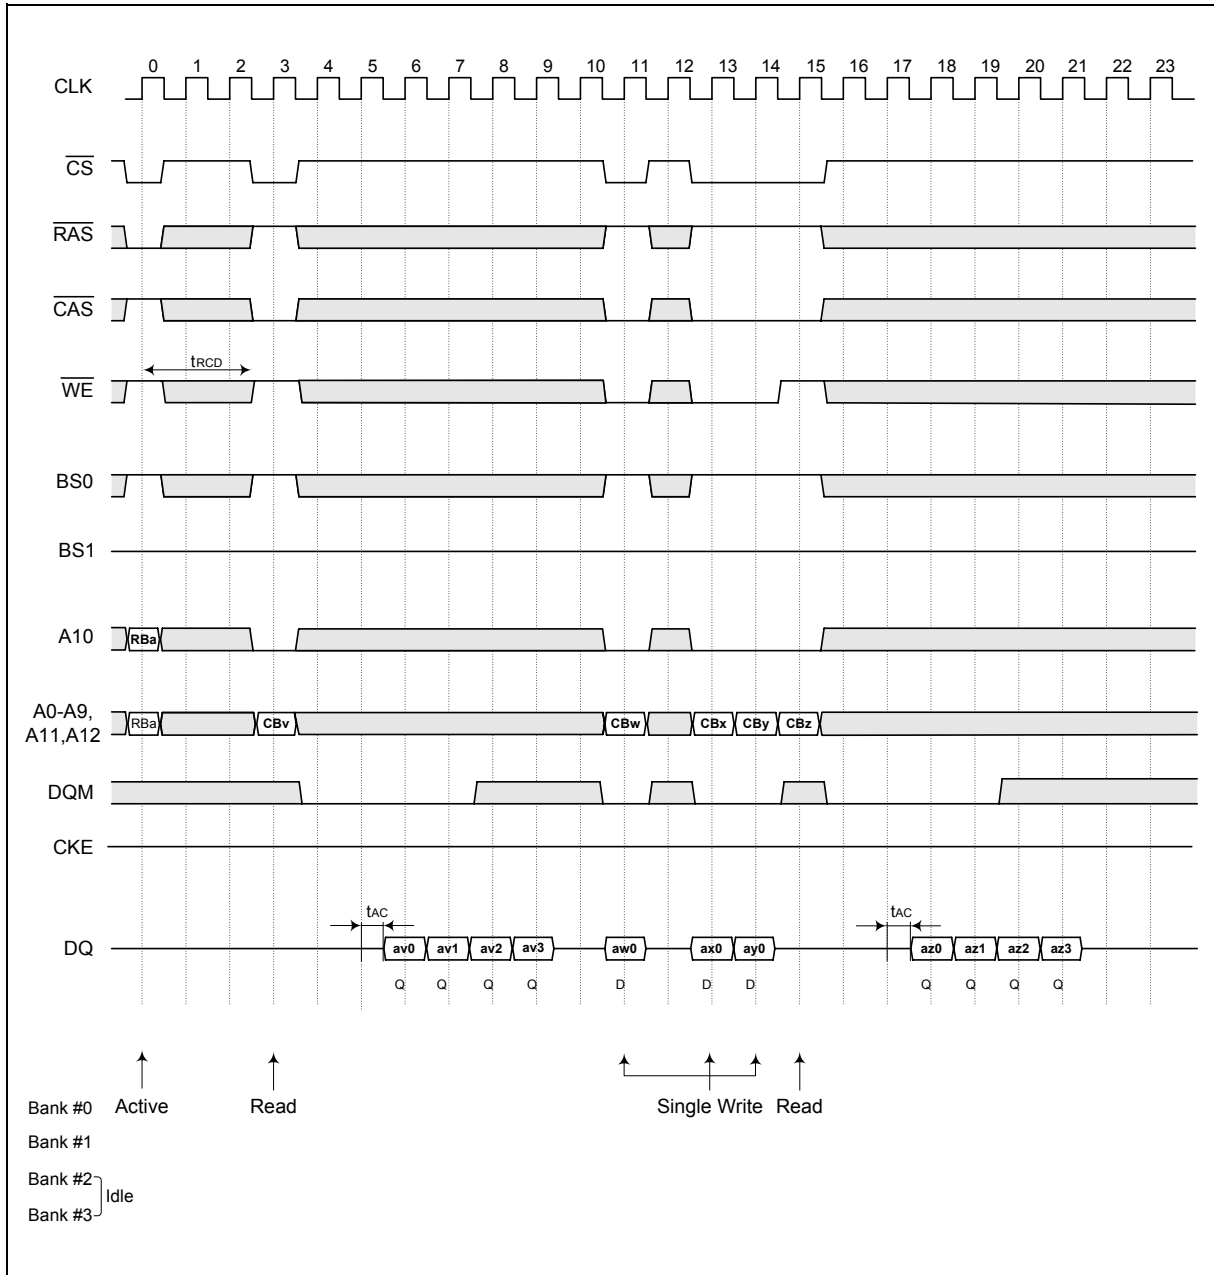 0 1 2 3 4 5 6 7 8 9 10 11 12 13 14 15 16 17 18 19 20 21 22 23
CLK
CS
RAS
CAS
tRCD
WE
BS0
BS1
A10 RBa
A0-A9,
A11,A12
RBa CBv CBw CBx CBy CBz
DQM
CKE
tAC tAC
DQ av0 av1 av2 av3 aw0 ax0 ay0 az0 az1 az2 az3
Q Q Q Q D D D Q Q Q Q
Bank #0 Active Read Single Write Read
Bank #1
Bank #2
Idle
Bank #3